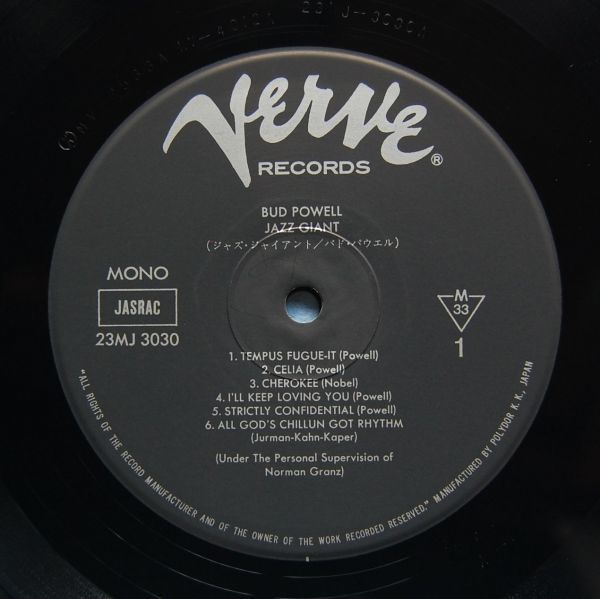 Verve®
RECORDS
BUD POWELL
JAZZ GIANT
(ジャズ・ジャイアント/バド・パウエル)
MONO
JASRAC
23MJ 3030
M
33
1
1. TEMPUS FUGUE-IT (Powell)
2. CELIA (Powell)
3. CHEROKEE (Nobel)
4. I'LL KEEP LOVING YOU (Powell)
5. STRICTLY CONFIDENTIAL (Powell)
6. ALL GOD'S CHILLUN GOT RHYTHM
(Jurman-Kahn-Kaper)
(Under The Personal Supervision of
Norman Granz)
"ALL RIGHTS OF THE RECORD MANUFACTURER AND OF THE OWNER OF THE WORK RECORDED RESERVED." MANUFACTURED BY POLYDOR K. K., JAPAN